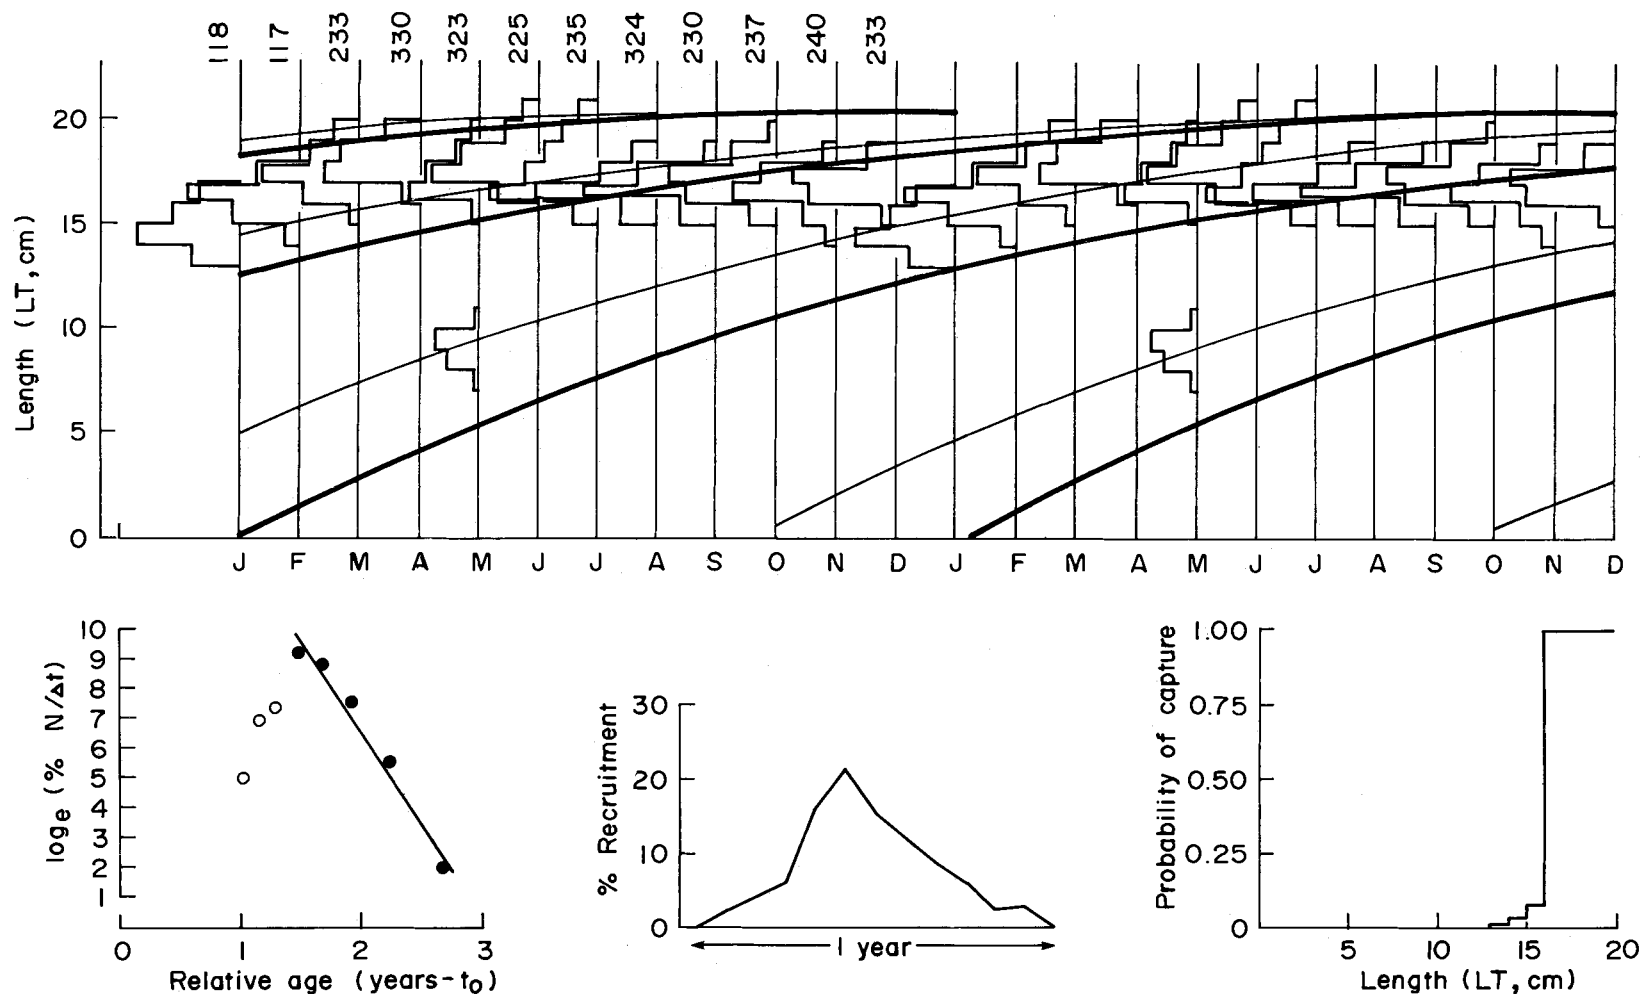 118 117 233 330 323 225 235 324 230 237 240 233
Length (LT, cm)
20
15
10
5
0
J F M A M J J A S O N D J F M A M J J A S O N D
log_e (% N/Δt)
10
9
8
7
6
5
4
3
2
1
0 1 2 3
Relative age (years-t_o)
% Recruitment
30
20
10
0
1 year
Probability of capture
1.00
0.75
0.50
0.25
0
5 10 15 20
Length (LT, cm)